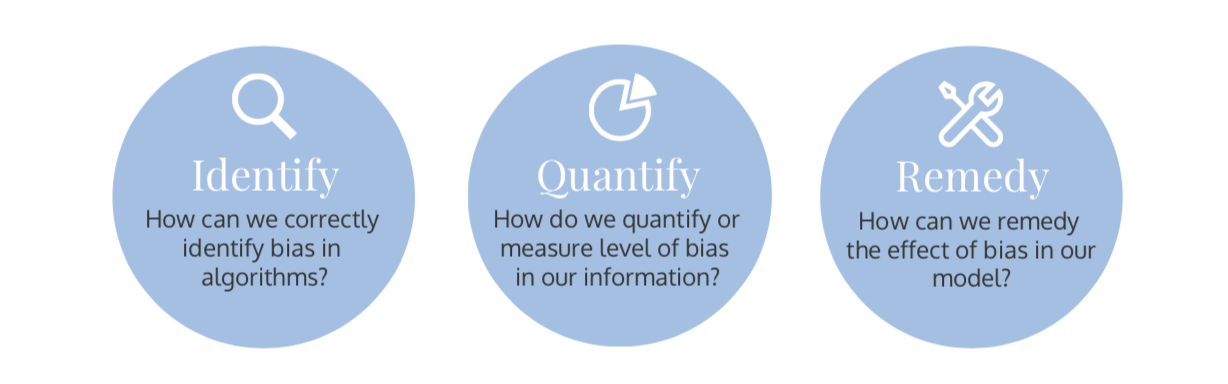 Identify
How can we correctly
identify bias in
algorithms?
Quantify
How do we quantify or
measure level of bias
in our information?
Remedy
How can we remedy
the effect of bias in our
model?